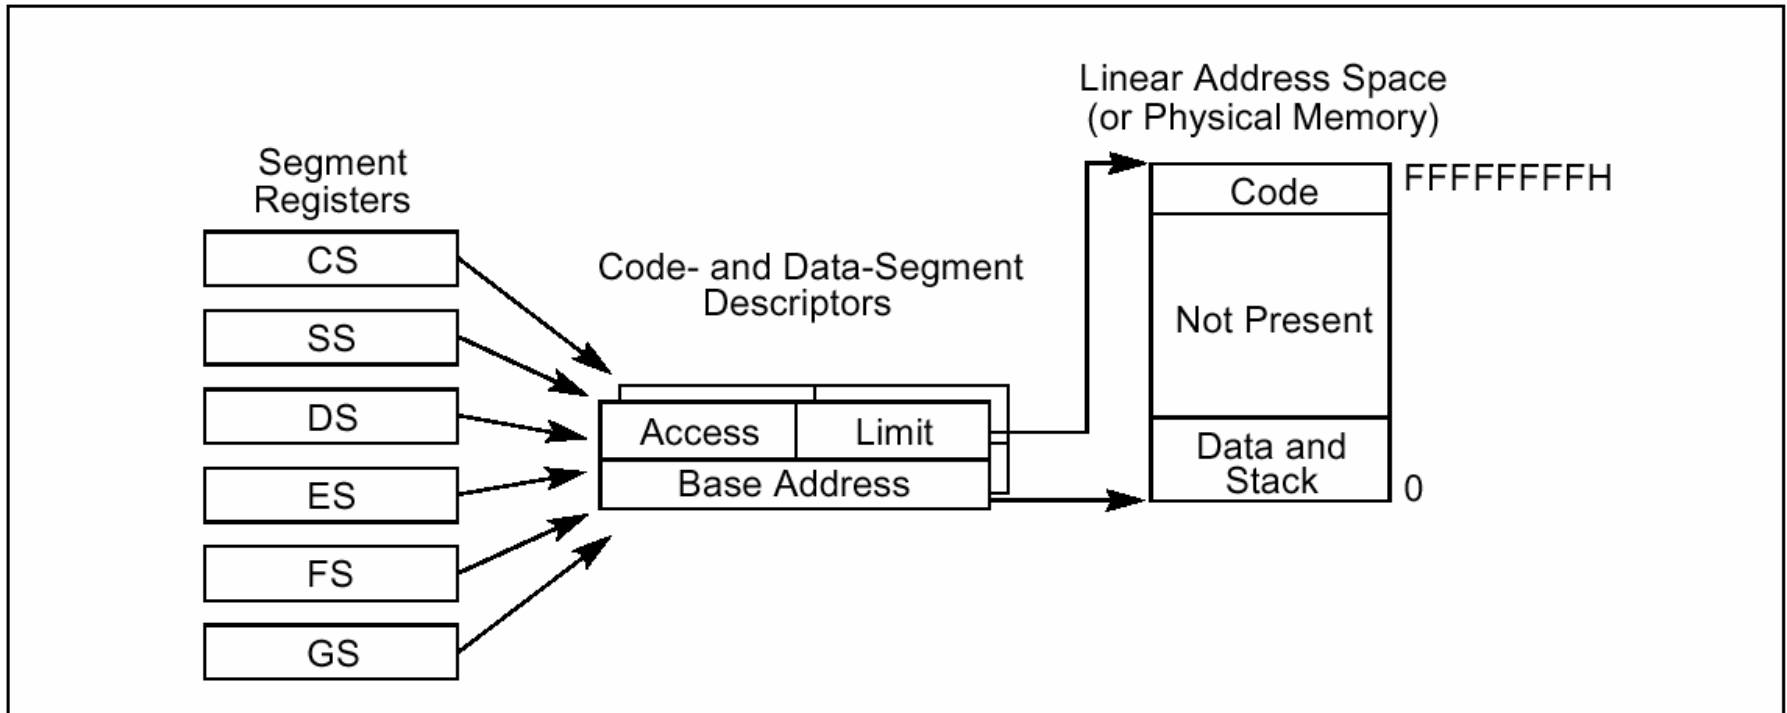 Linear Address Space
(or Physical Memory)
Segment
Registers
Code- and Data-Segment
Descriptors
CS
SS
DS
ES
FS
GS
Access
Limit
Base Address
Code
Not Present
Data and
Stack
FFFFFFFFH
0